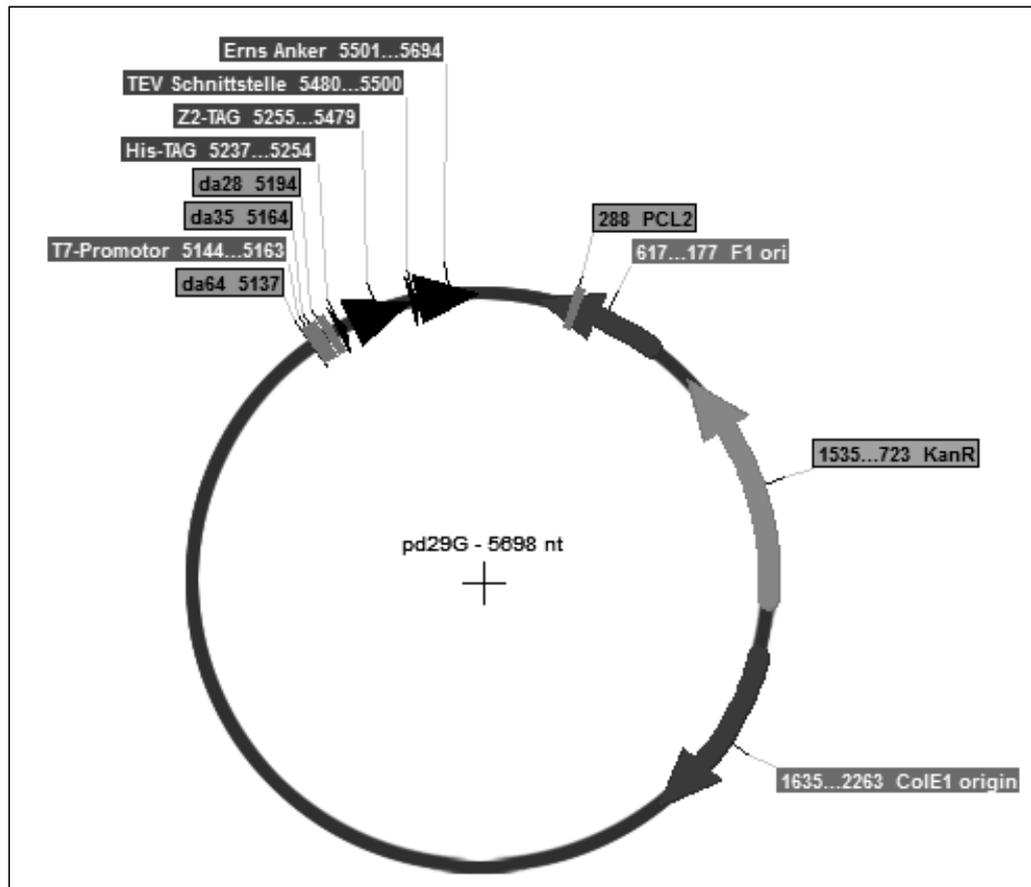 Erns Anker 5501...5694
TEV Schnittstelle 5480...5500
Z2-TAG 5255...5479
His-TAG 5237...5254
da28 5194
da35 5164
T7-Promotor 5144...5163
da64 5137
288 PCL2
617...177 F1 ori
1535...723 KanR
pd29G - 5698 nt
1635...2263 ColE1 origin